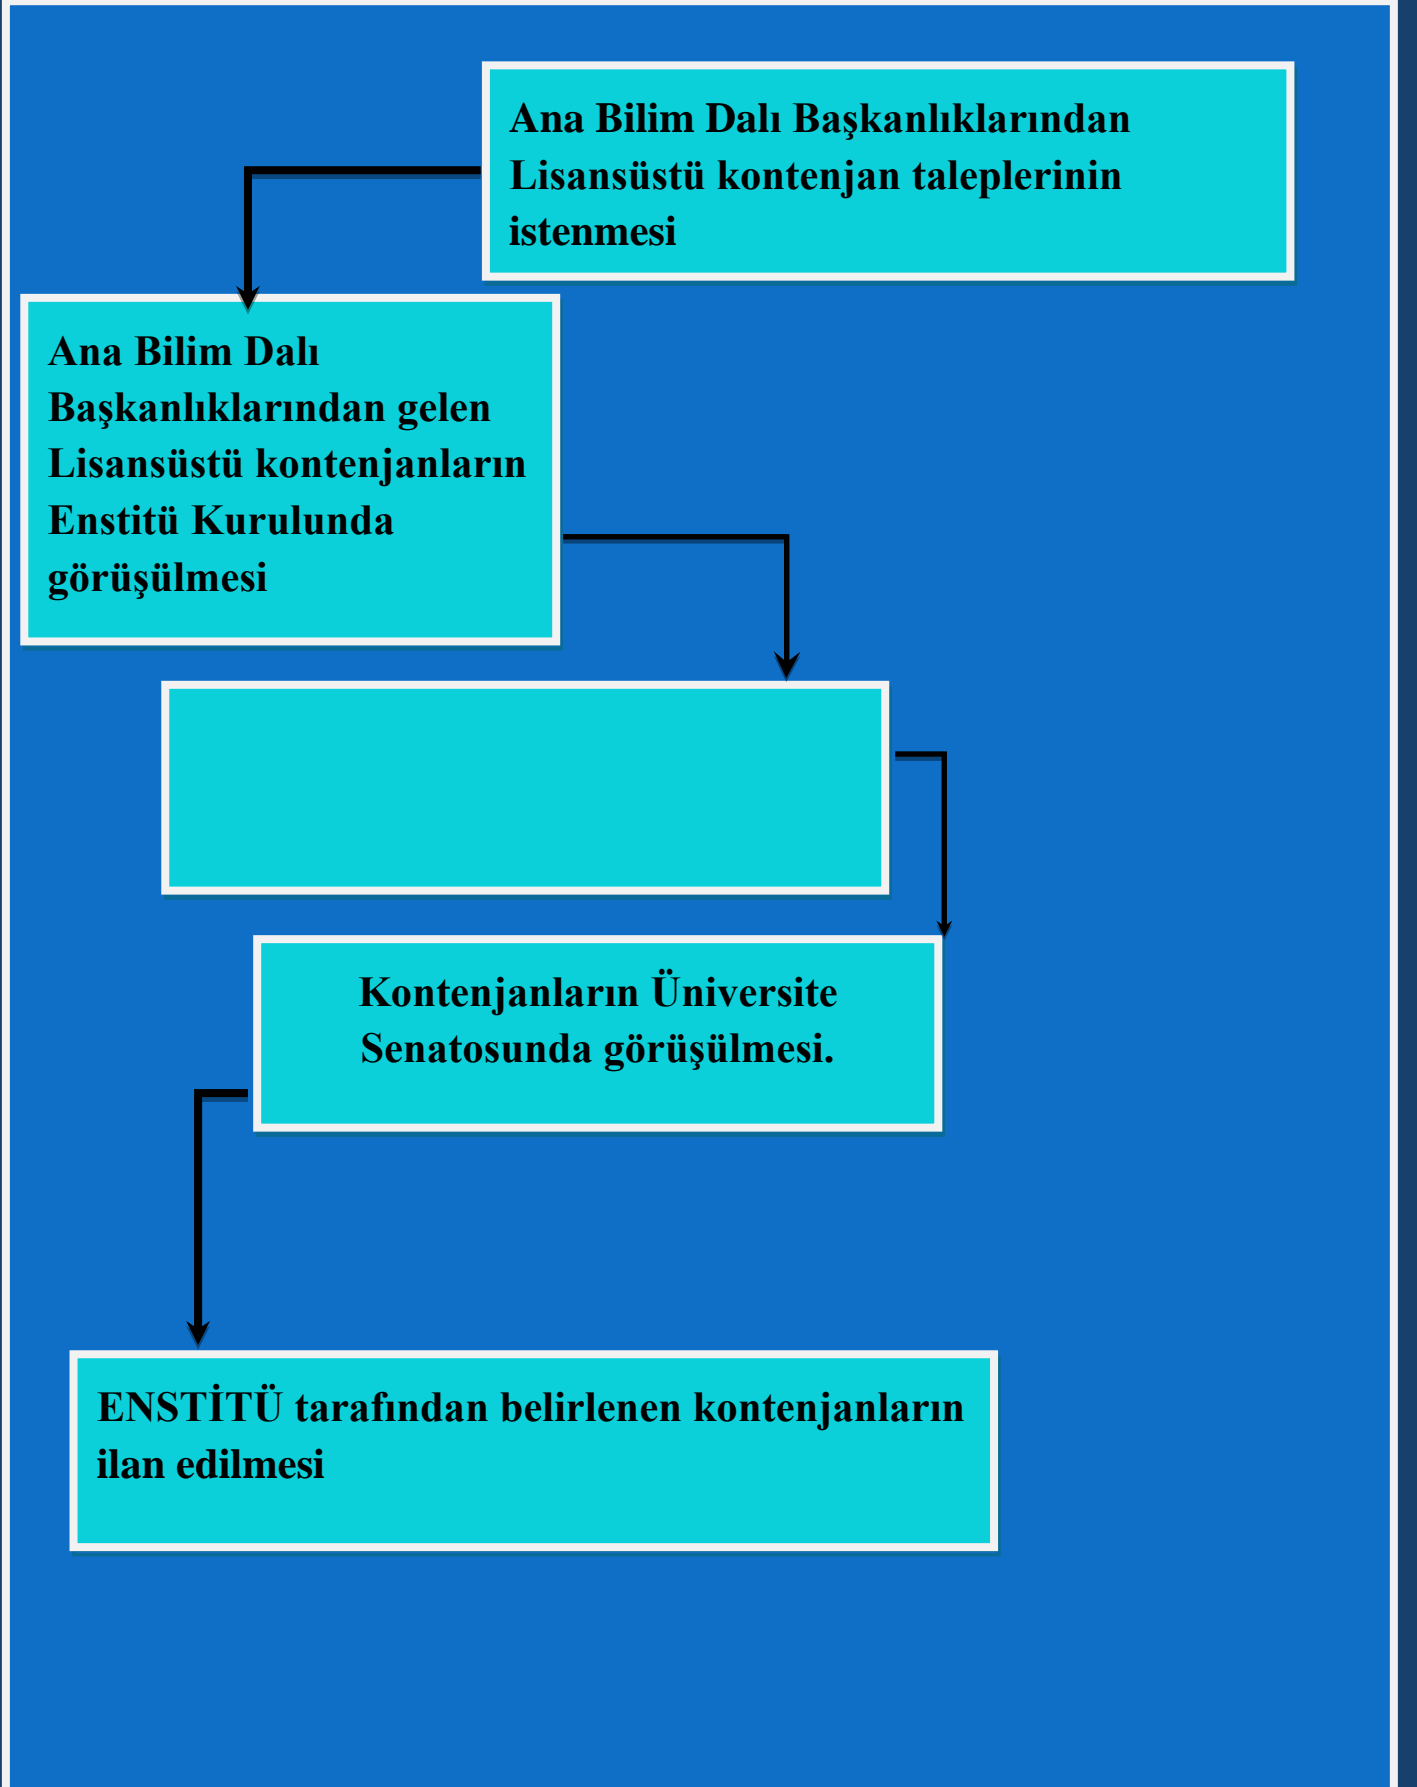 Ana Bilim Dalı Başkanlıklarından
Lisansüstü kontenjan taleplerinin
istenmesi
Ana Bilim Dalı
Başkanlıklarından gelen
Lisansüstü kontenjanların
Enstitü Kurulunda
görüşülmesi
Kontenjanların Üniversite
Senatosunda görüşülmesi.
ENSTİTÜ tarafından belirlenen kontenjanların
ilan edilmesi